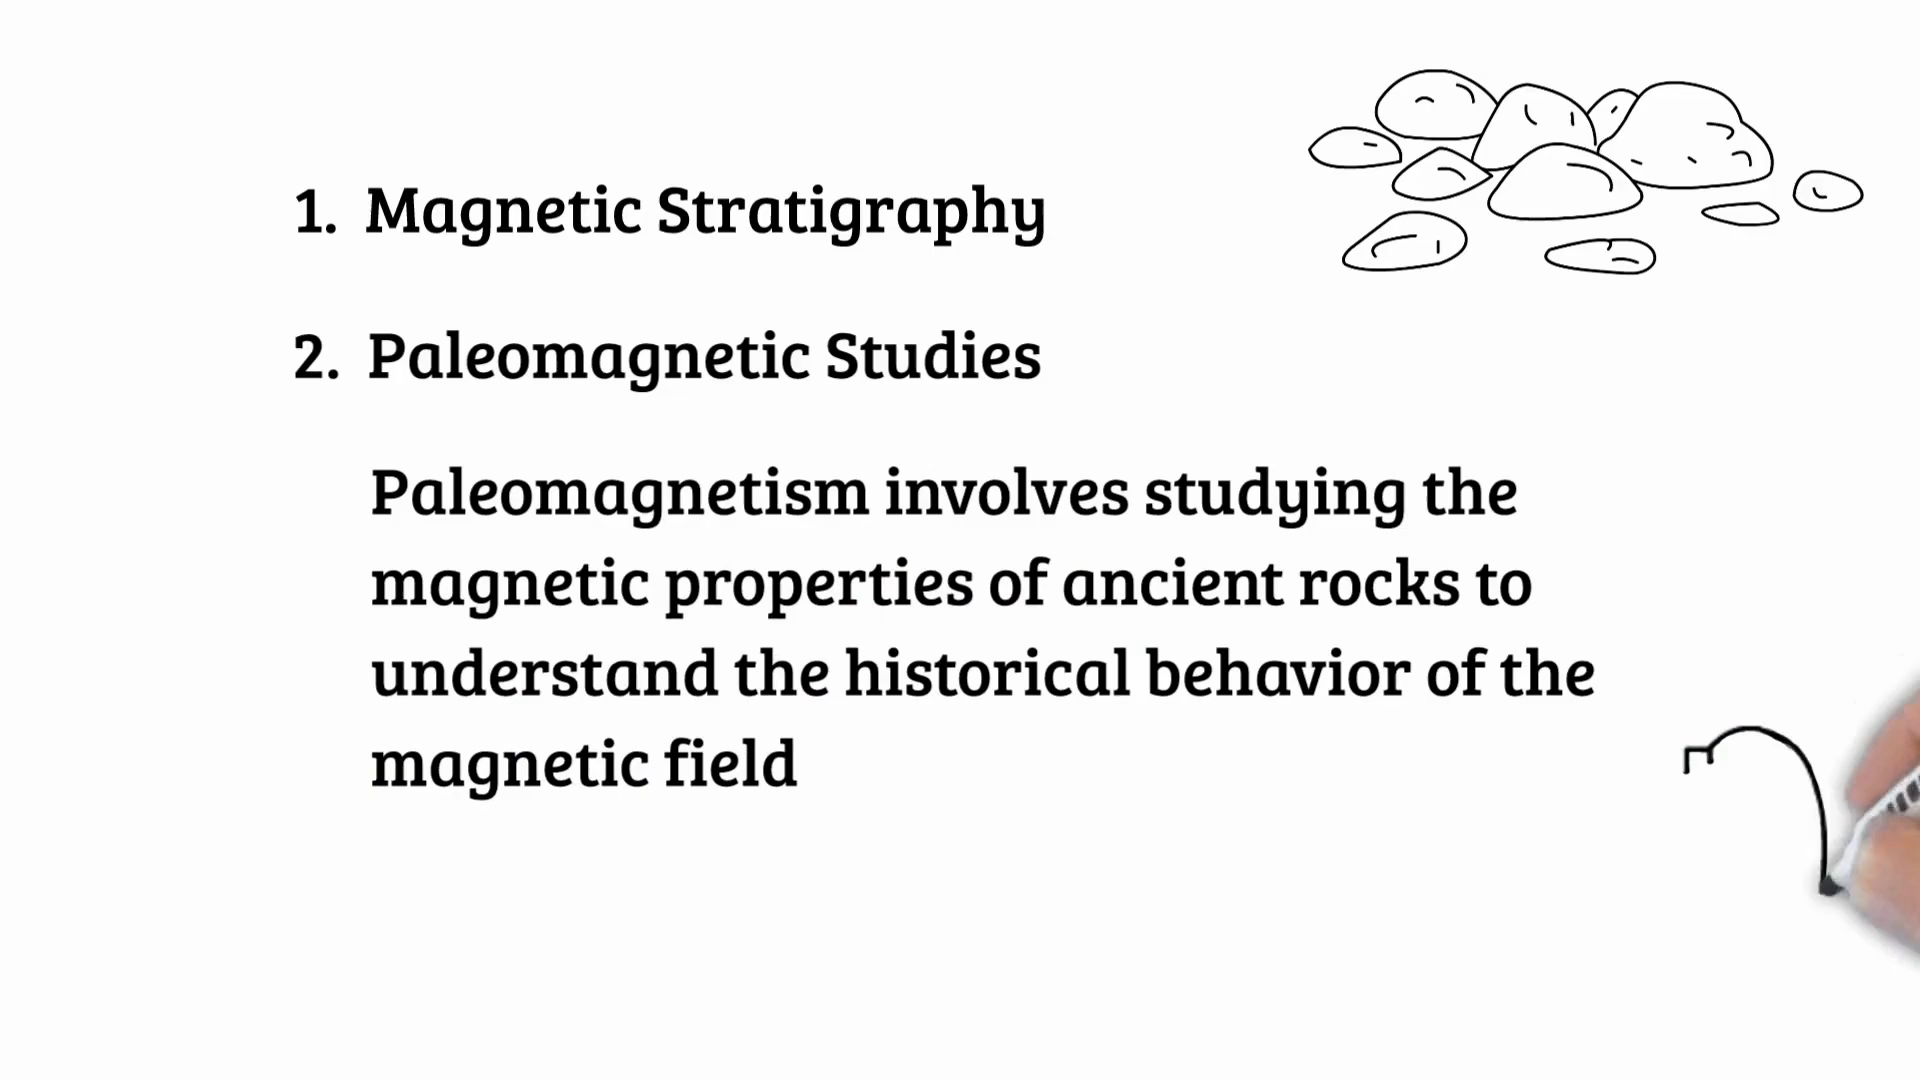 1. Magnetic Stratigraphy
2. Paleomagnetic Studies
Paleomagnetism involves studying the
magnetic properties of ancient rocks to
understand the historical behavior of the
magnetic field